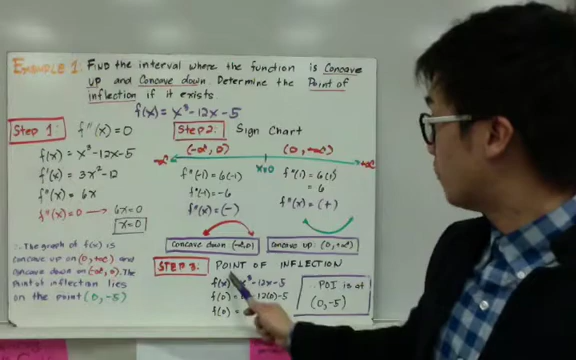 EXAMPLE 1: Find the interval where the function is Concave
up and Concave down. Determine the Point of
inflection if it exists
f(x) = x³-12x-5
Step 1:
f"(x)=0
f(x) = x³-12x-5
f'(x) = 3x²-12
f"(x) = 6x
f"(x)=0 → 6x=0
x=0
∴ The graph of f(x) is
concave up on (0,+∞) and
concave down on (-∞,0). The
point of inflection lies
on the point (0,-5)
Step 2:
Sign Chart
(-∞,0)
(0,+∞)
-∞
+∞
x=0
f"(-1) = 6(-1)
f"(-1) = -6
f"(x) = (-)
f"(1) = 6(1)
= 6
f"(x) = (+)
concave down (-∞,0)
concave up: (0,+∞)
STEP 3:
POINT OF INFLECTION
f(x) = x³-12x-5
f(0) = -12(0)-5
f(0) =
∴ POI is at
(0,-5)